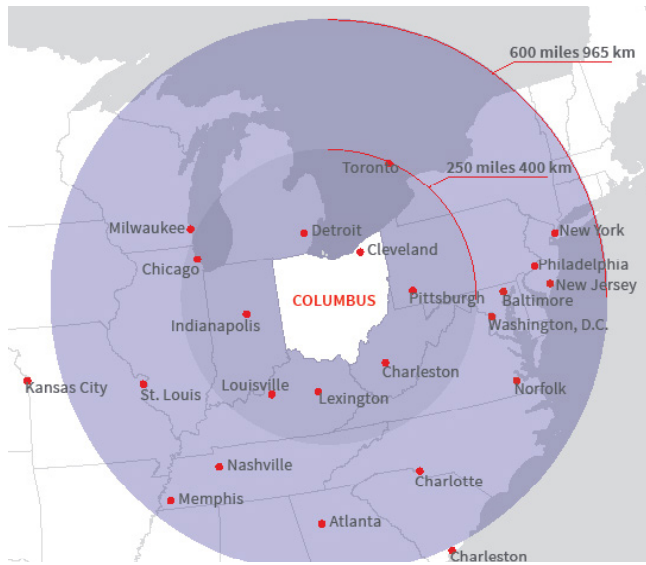 600 miles 965 km
Toronto
250 miles 400 km
Milwaukee
Detroit
New York
Cleveland
Chicago
Philadelphia
COLUMBUS
Pittsburgh
New Jersey
Baltimore
Indianapolis
Washington, D.C.
Charleston
Kansas City
St. Louis
Louisville
Lexington
Norfolk
Nashville
Charlotte
Memphis
Atlanta
Charleston